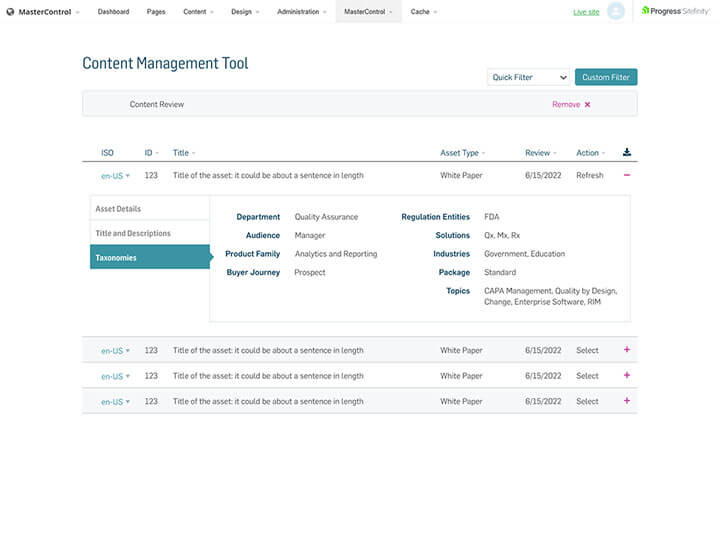 MasterControl Dashboard Pages Content Design Administration MasterControl Cache Live site Progress Sitefinity
Content Management Tool
Quick Filter Custom Filter
Content Review Remove
ISO ID Title Asset Type Review Action
en-US 123 Title of the asset: it could be about a sentence in length White Paper 6/15/2022 Refresh
Asset Details
Title and Descriptions
Taxonomies
Department Quality Assurance
Audience Manager
Product Family Analytics and Reporting
Buyer Journey Prospect
Regulation Entities FDA
Solutions Qx, Mx, Rx
Industries Government, Education
Package Standard
Topics CAPA Management, Quality by Design,
Change, Enterprise Software, RIM
en-US 123 Title of the asset: it could be about a sentence in length White Paper 6/15/2022 Select
en-US 123 Title of the asset: it could be about a sentence in length White Paper 6/15/2022 Select
en-US 123 Title of the asset: it could be about a sentence in length White Paper 6/15/2022 Select